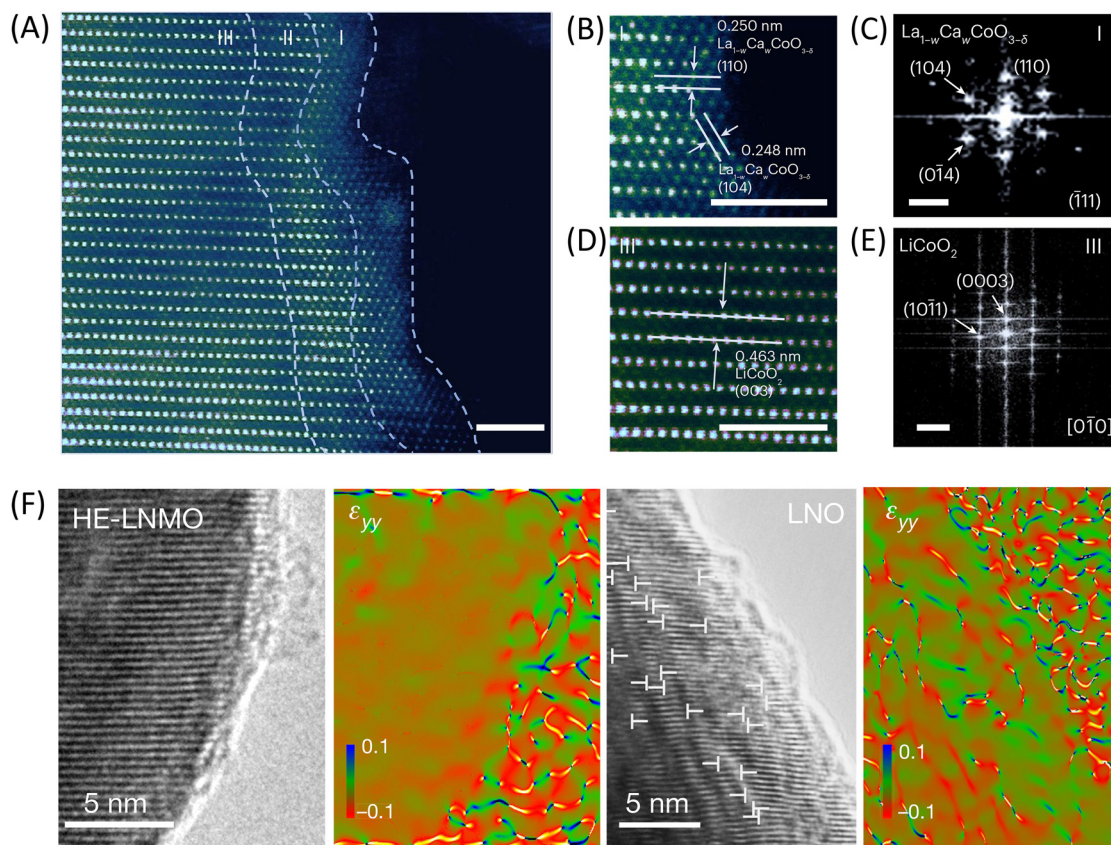 (A)
III
II
I
(B)
I
0.250 nm
La₁₋wCawCoO₃₋δ
(110)
0.248 nm
La₁₋wCawCoO₃₋δ
(104)
(C)
La₁₋wCawCoO₃₋δ
I
(104)
(110)
(01̄4)
(1̄11)
(D)
III
0.463 nm
LiCoO₂
(003)
(E)
LiCoO₂
III
(0003)
(101̄1)
[01̄0]
(F)
HE-LNMO
5 nm
εyy
0.1
−0.1
LNO
5 nm
εyy
0.1
−0.1